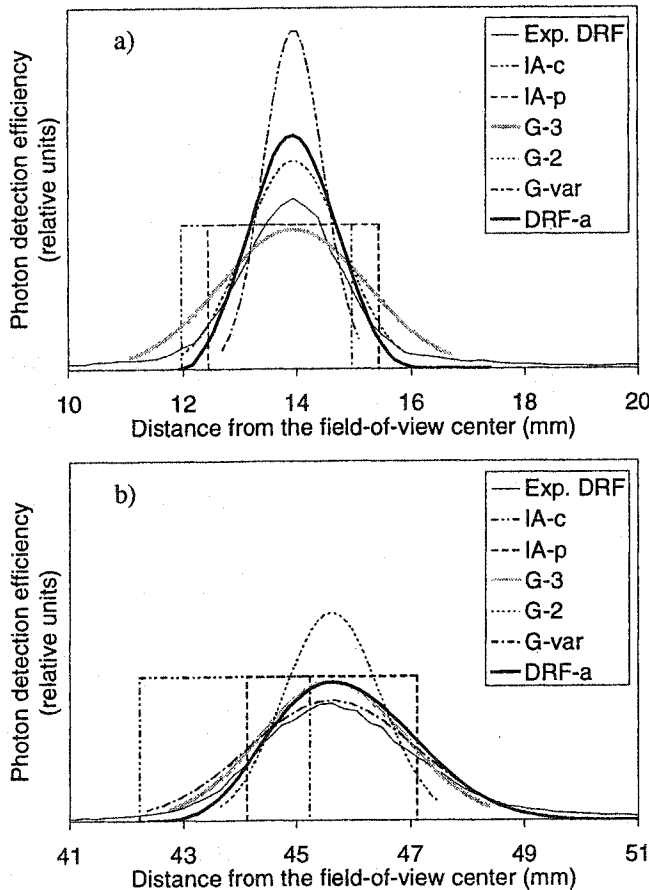 a)
Photon detection efficiency
(relative units)
Exp. DRF
IA-c
IA-p
G-3
G-2
G-var
DRF-a
10 12 14 16 18 20
Distance from the field-of-view center (mm)
b)
Photon detection efficiency
(relative units)
Exp. DRF
IA-c
IA-p
G-3
G-2
G-var
DRF-a
41 43 45 47 49 51
Distance from the field-of-view center (mm)